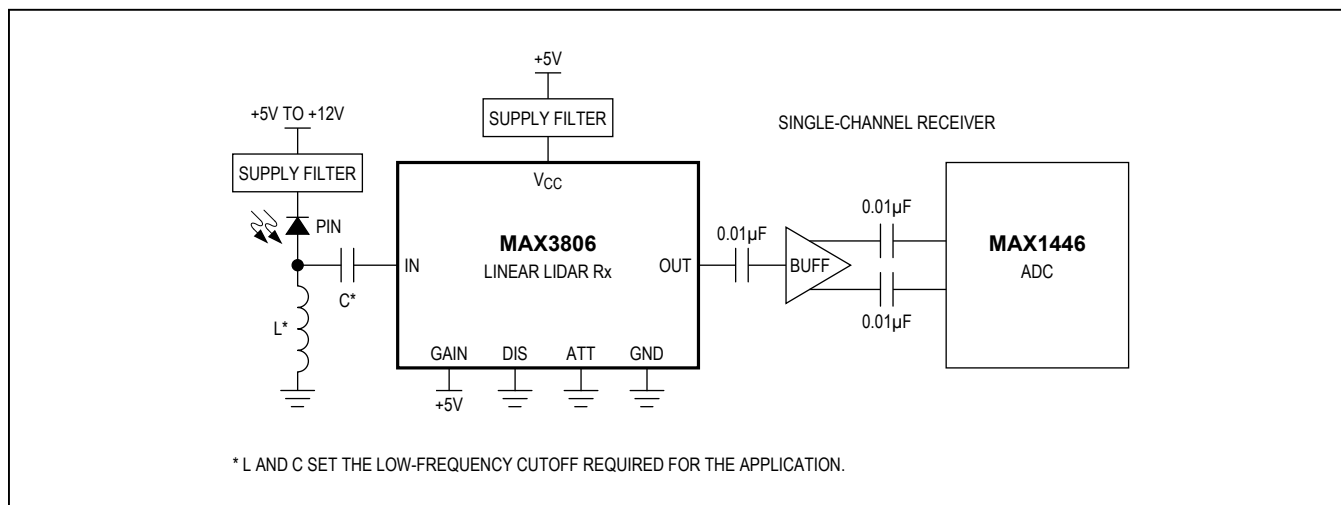 +5V
SUPPLY FILTER
SINGLE-CHANNEL RECEIVER
+5V TO +12V
SUPPLY FILTER
PIN
C*
L*
VCC
MAX3806
LINEAR LIDAR Rx
IN
OUT
GAIN
DIS
ATT
GND
+5V
0.01µF
BUFF
0.01µF
0.01µF
MAX1446
ADC
* L AND C SET THE LOW-FREQUENCY CUTOFF REQUIRED FOR THE APPLICATION.